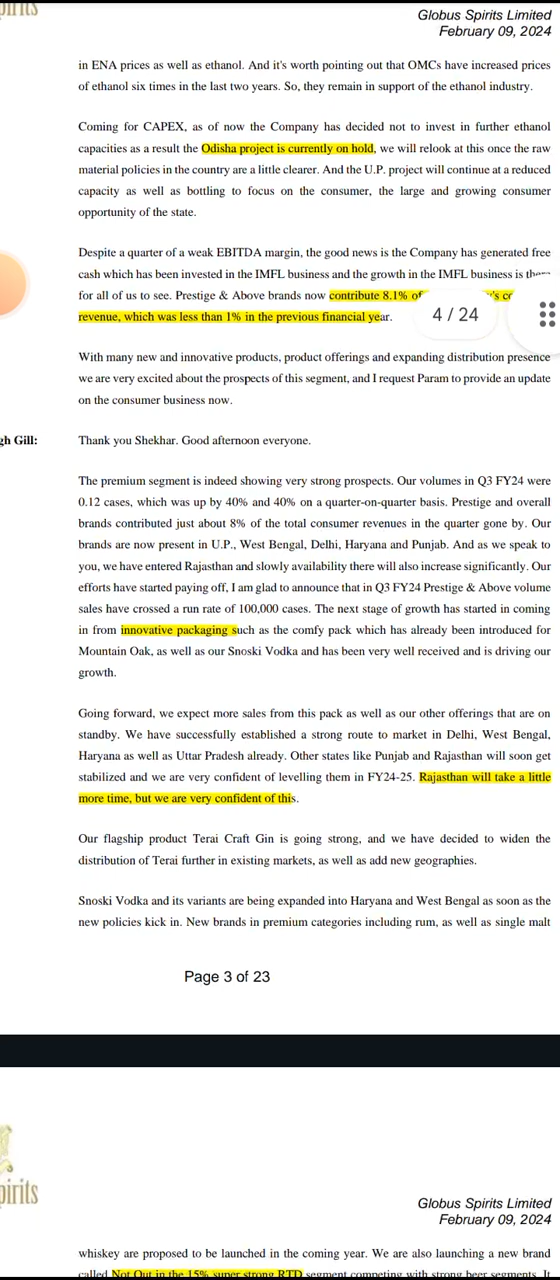 pirits
Globus Spirits Limited
February 09, 2024
in ENA prices as well as ethanol. And it's worth pointing out that OMCs have increased prices
of ethanol six times in the last two years. So, they remain in support of the ethanol industry.
Coming for CAPEX, as of now the Company has decided not to invest in further ethanol
capacities as a result the Odisha project is currently on hold, we will relook at this once the raw
material policies in the country are a little clearer. And the U.P. project will continue at a reduced
capacity as well as bottling to focus on the consumer, the large and growing consumer
opportunity of the state.
Despite a quarter of a weak EBITDA margin, the good news is the Company has generated free
cash which has been invested in the IMFL business and the growth in the IMFL business is
for all of us to see. Prestige & Above brands now contribute 8.1% of
revenue, which was less than 1% in the previous financial year.
4 / 24
With many new and innovative products, product offerings and expanding distribution presence
we are very excited about the prospects of this segment, and I request Param to provide an update
on the consumer business now.
gh Gill: Thank you Shekhar. Good afternoon everyone.
The premium segment is indeed showing very strong prospects. Our volumes in Q3 FY24 were
0.12 cases, which was up by 40% and 40% on a quarter-on-quarter basis. Prestige and overall
brands contributed just about 8% of the total consumer revenues in the quarter gone by. Our
brands are now present in U.P., West Bengal, Delhi, Haryana and Punjab. And as we speak to
you, we have entered Rajasthan and slowly availability there will also increase significantly. Our
efforts have started paying off, I am glad to announce that in Q3 FY24 Prestige & Above volume
sales have crossed a run rate of 100,000 cases. The next stage of growth has started in coming
in from innovative packaging such as the comfy pack which has already been introduced for
Mountain Oak, as well as our Snoski Vodka and has been very well received and is driving our
growth.
Going forward, we expect more sales from this pack as well as our other offerings that are on
standby. We have successfully established a strong route to market in Delhi, West Bengal,
Haryana as well as Uttar Pradesh already. Other states like Punjab and Rajasthan will soon get
stabilized and we are very confident of levelling them in FY24-25. Rajasthan will take a little
more time, but we are very confident of this.
Our flagship product Terai Craft Gin is going strong, and we have decided to widen the
distribution of Terai further in existing markets, as well as add new geographies.
Snoski Vodka and its variants are being expanded into Haryana and West Bengal as soon as the
new policies kick in. New brands in premium categories including rum, as well as single malt
Page 3 of 23
pirits
Globus Spirits Limited
February 09, 2024
whiskey are proposed to be launched in the coming year. We are also launching a new brand
called Not Out in the 15% super strong RTD segment competing with strong beer segments. It